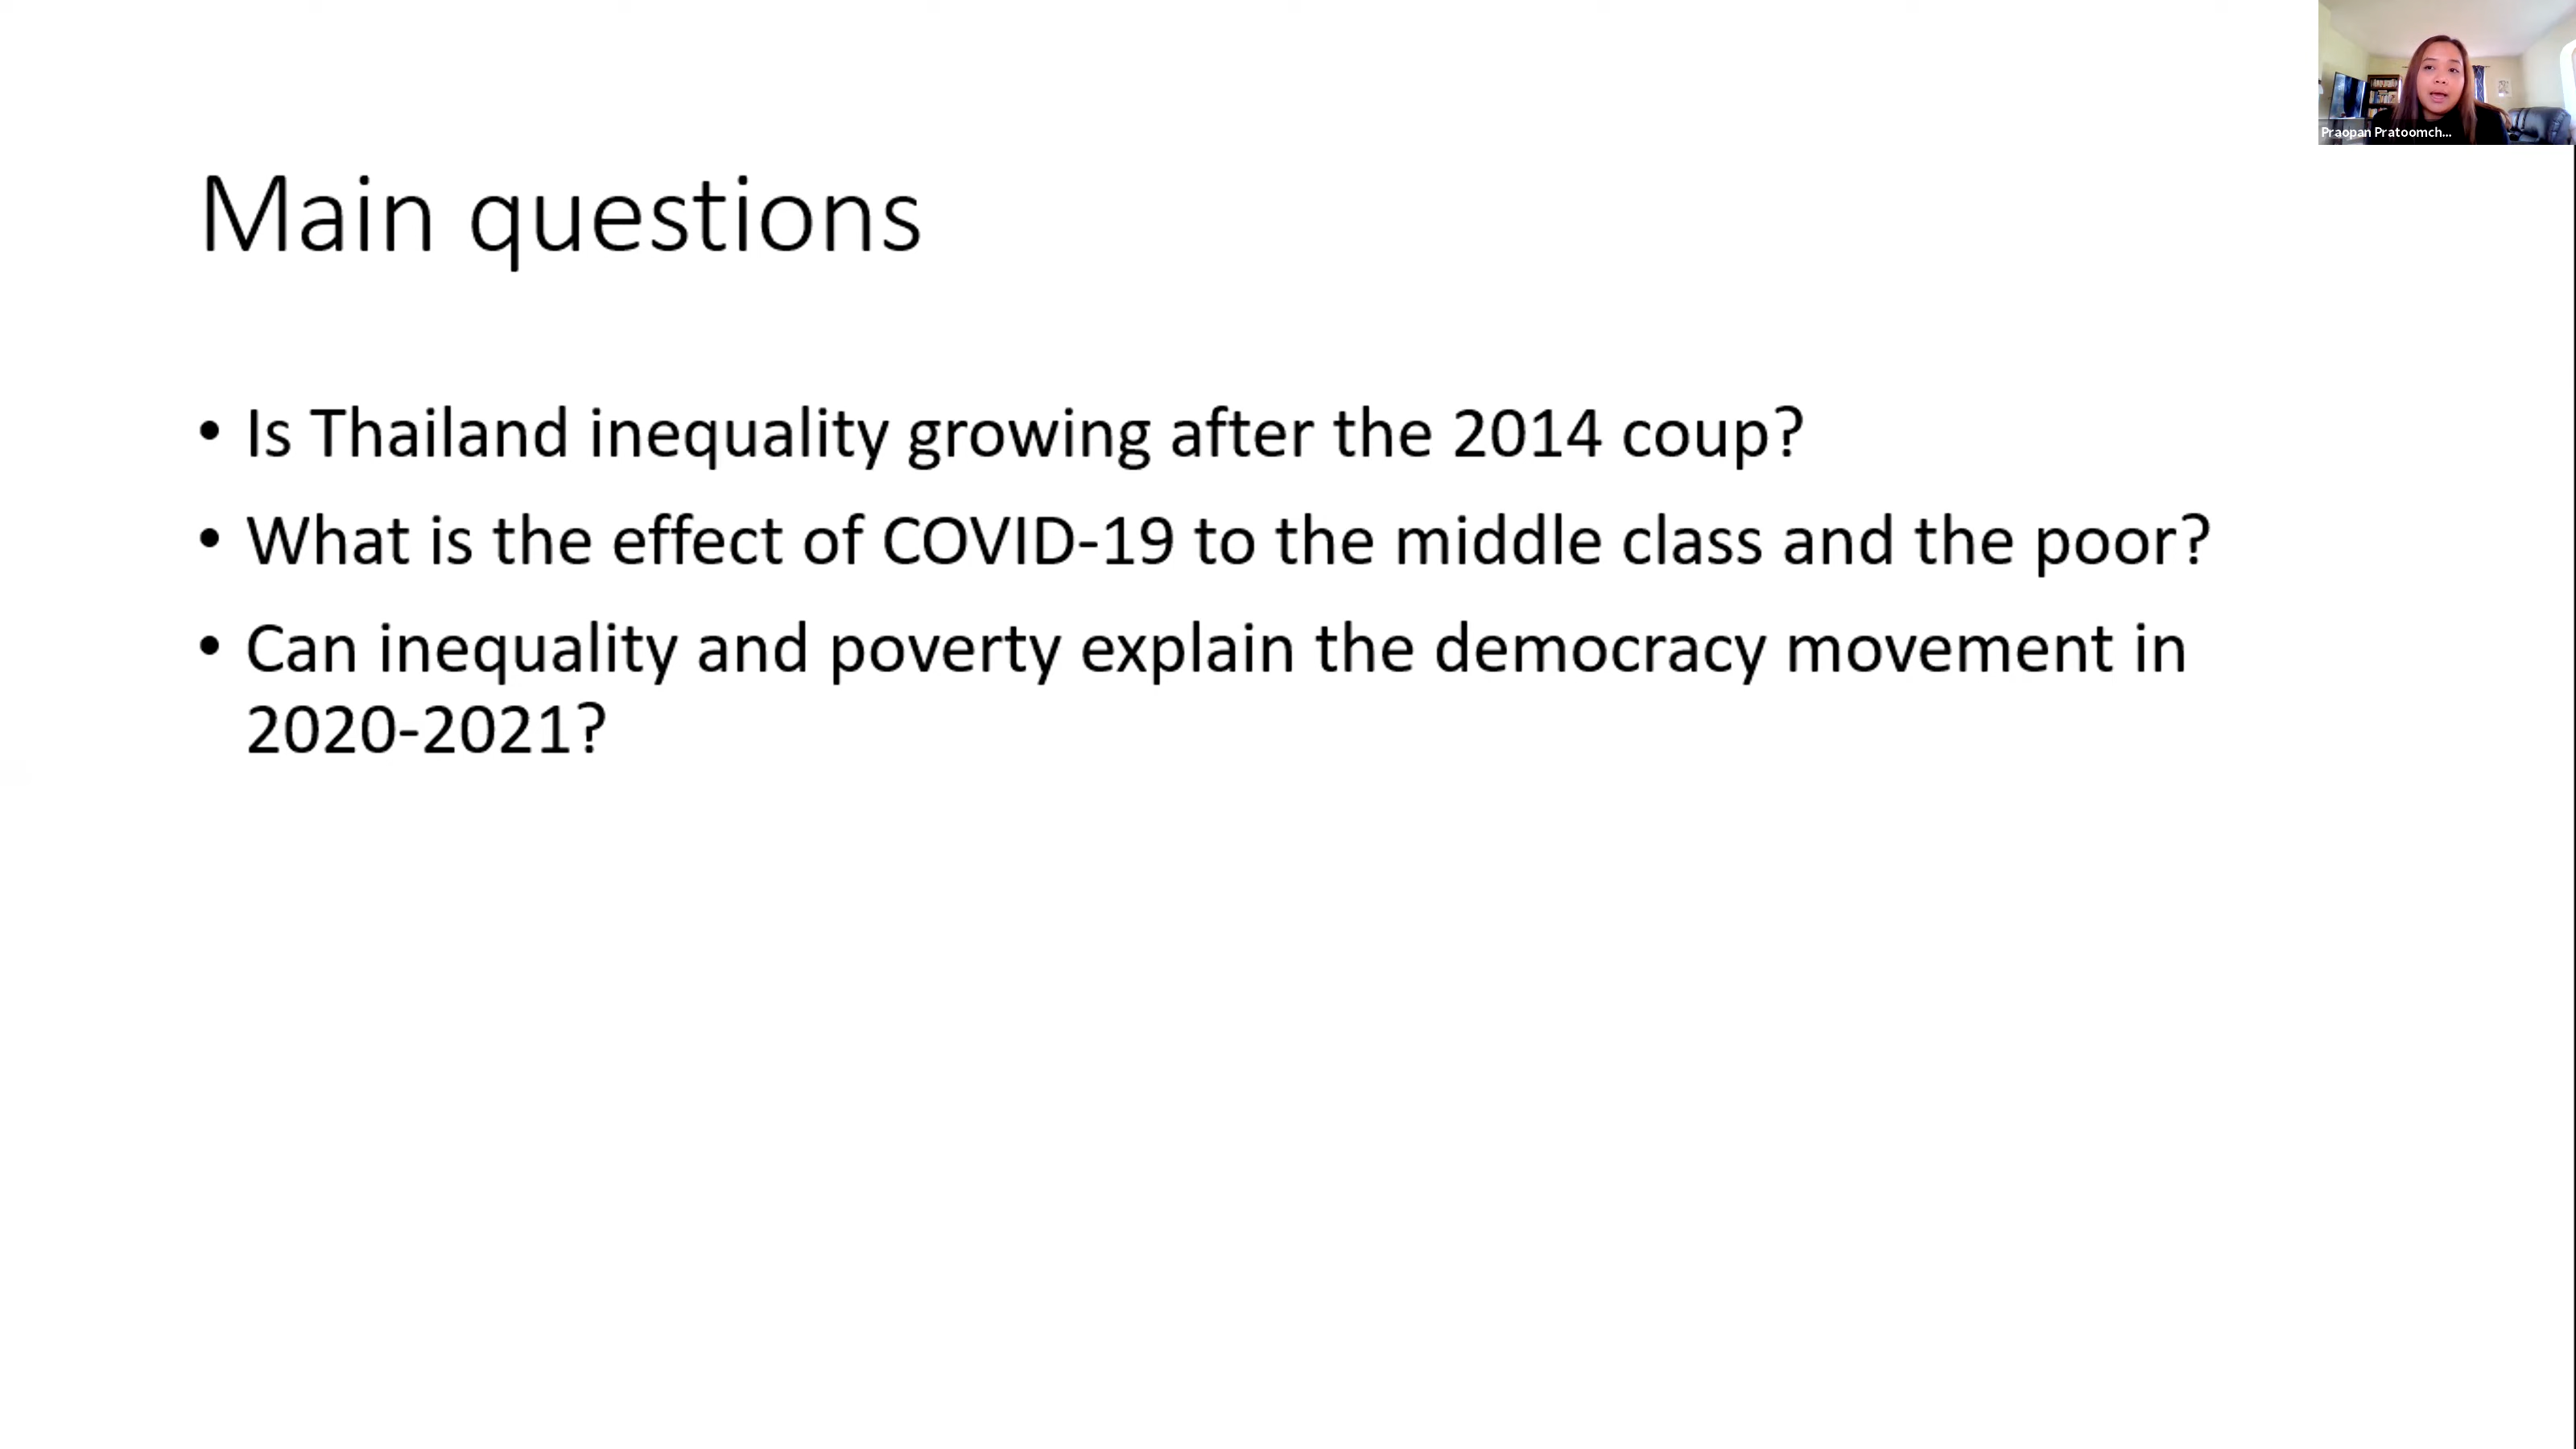 Praopan Pratoomch...
Main questions
• Is Thailand inequality growing after the 2014 coup?
• What is the effect of COVID-19 to the middle class and the poor?
• Can inequality and poverty explain the democracy movement in
2020-2021?